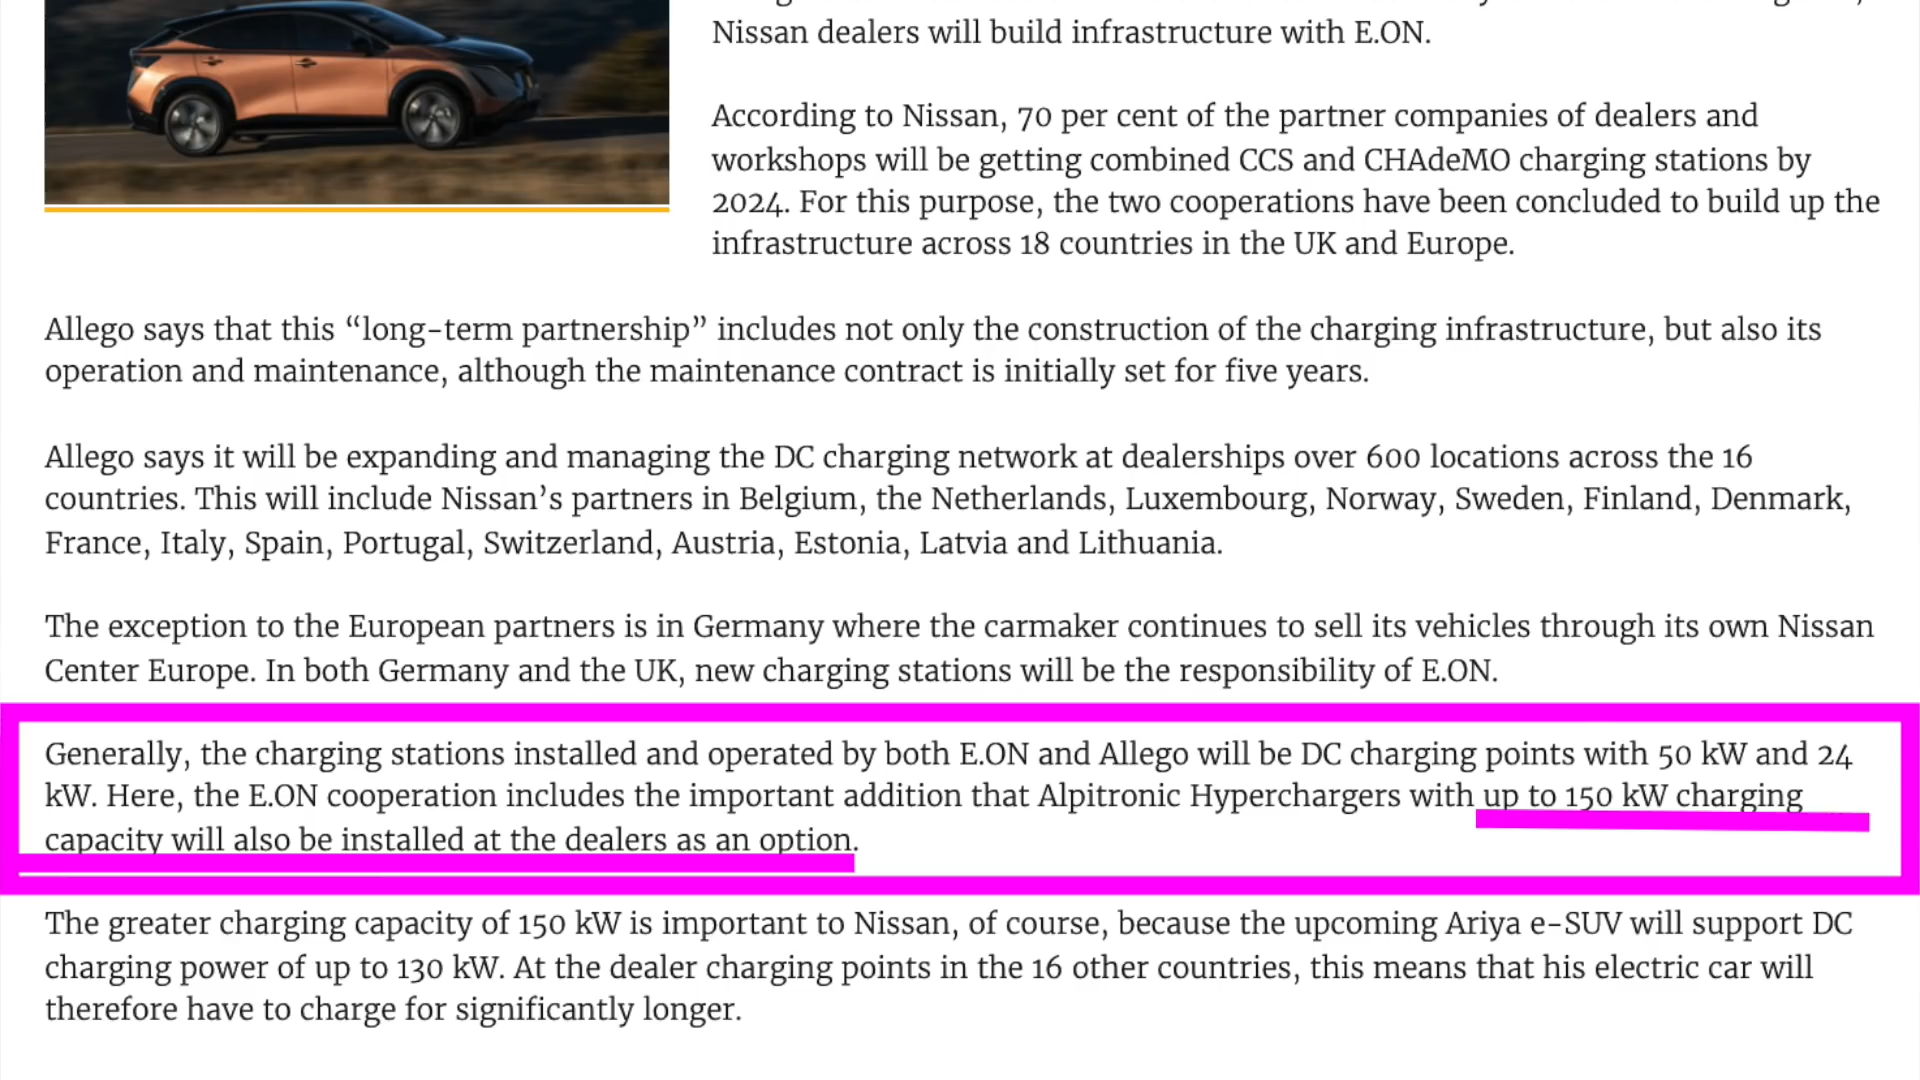 Nissan dealers will build infrastructure with E.ON.
According to Nissan, 70 per cent of the partner companies of dealers and
workshops will be getting combined CCS and CHAdeMO charging stations by
2024. For this purpose, the two cooperations have been concluded to build up the
infrastructure across 18 countries in the UK and Europe.
Allego says that this “long-term partnership” includes not only the construction of the charging infrastructure, but also its
operation and maintenance, although the maintenance contract is initially set for five years.
Allego says it will be expanding and managing the DC charging network at dealerships over 600 locations across the 16
countries. This will include Nissan’s partners in Belgium, the Netherlands, Luxembourg, Norway, Sweden, Finland, Denmark,
France, Italy, Spain, Portugal, Switzerland, Austria, Estonia, Latvia and Lithuania.
The exception to the European partners is in Germany where the carmaker continues to sell its vehicles through its own Nissan
Center Europe. In both Germany and the UK, new charging stations will be the responsibility of E.ON.
Generally, the charging stations installed and operated by both E.ON and Allego will be DC charging points with 50 kW and 24
kW. Here, the E.ON cooperation includes the important addition that Alpitronic Hyperchargers with up to 150 kW charging
capacity will also be installed at the dealers as an option.
The greater charging capacity of 150 kW is important to Nissan, of course, because the upcoming Ariya e-SUV will support DC
charging power of up to 130 kW. At the dealer charging points in the 16 other countries, this means that his electric car will
therefore have to charge for significantly longer.